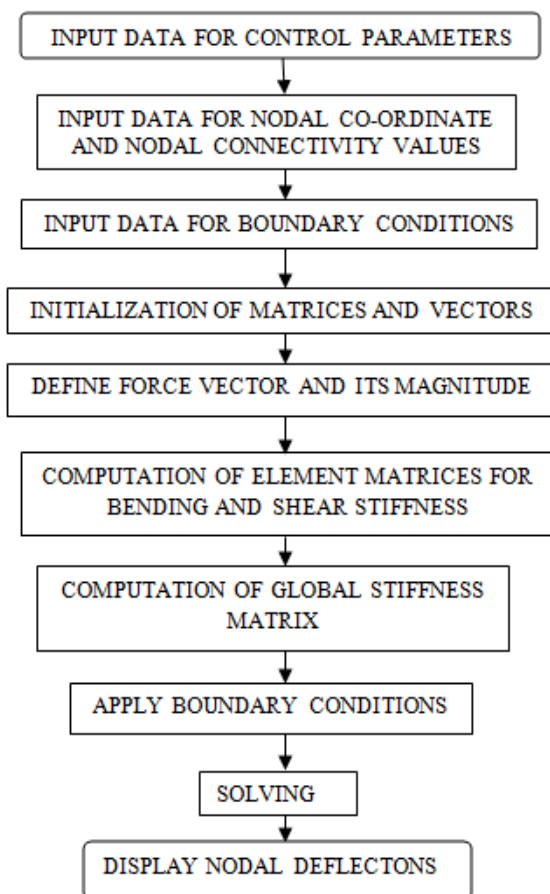 INPUT DATA FOR CONTROL PARAMETERS
INPUT DATA FOR NODAL CO-ORDINATE
AND NODAL CONNECTIVITY VALUES
INPUT DATA FOR BOUNDARY CONDITIONS
INITIALIZATION OF MATRICES AND VECTORS
DEFINE FORCE VECTOR AND ITS MAGNITUDE
COMPUTATION OF ELEMENT MATRICES FOR
BENDING AND SHEAR STIFFNESS
COMPUTATION OF GLOBAL STIFFNESS
MATRIX
APPLY BOUNDARY CONDITIONS
SOLVING
DISPLAY NODAL DEFLECTONS